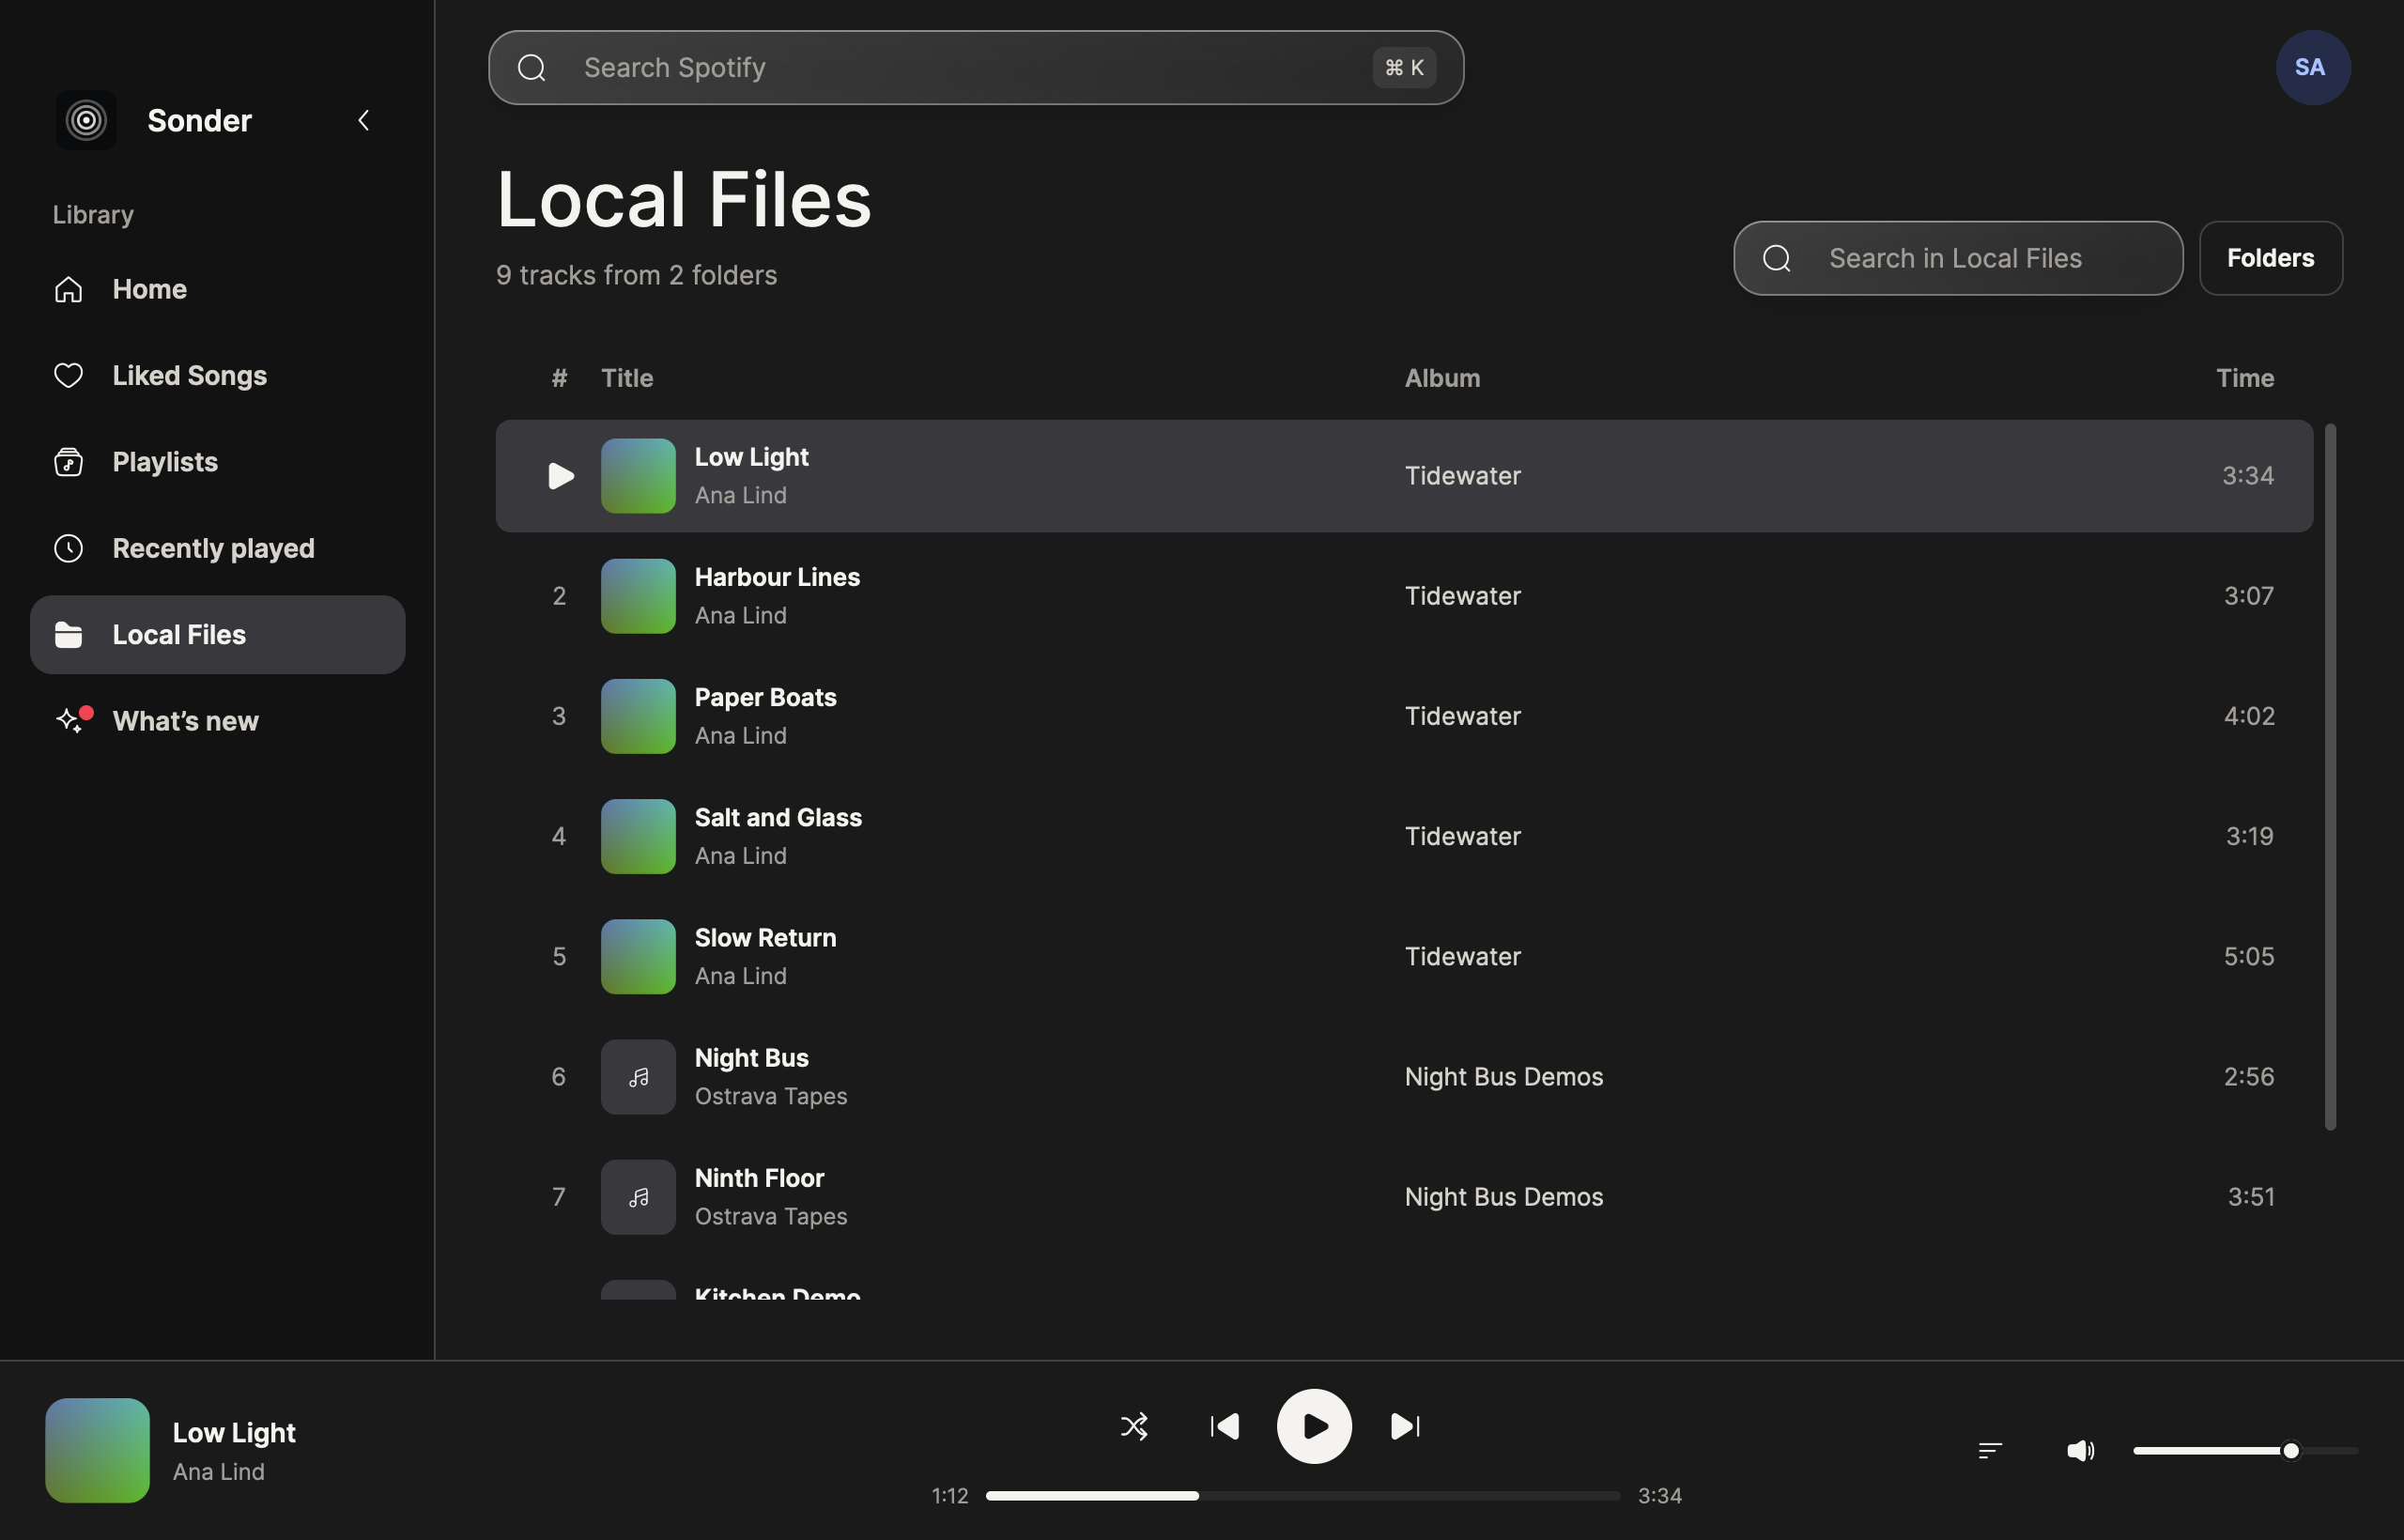 Search Spotify
⌘ K
SA
Sonder
Library
Home
Liked Songs
Playlists
Recently played
Local Files
What’s new
Local Files
9 tracks from 2 folders
Search in Local Files
Folders
# Title Album Time
Low Light
Ana Lind
Tidewater
3:34
2
Harbour Lines
Ana Lind
Tidewater
3:07
3
Paper Boats
Ana Lind
Tidewater
4:02
4
Salt and Glass
Ana Lind
Tidewater
3:19
5
Slow Return
Ana Lind
Tidewater
5:05
6
Night Bus
Ostrava Tapes
Night Bus Demos
2:56
7
Ninth Floor
Ostrava Tapes
Night Bus Demos
3:51
Kitchen Demo
Low Light
Ana Lind
1:12
3:34